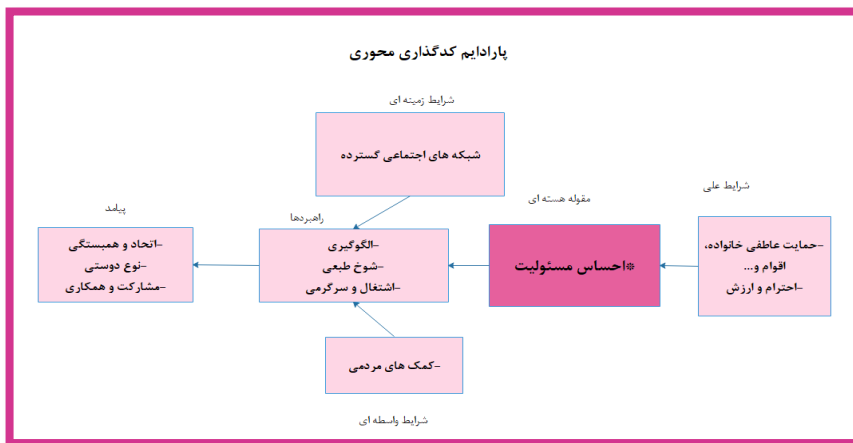 پارادایم کدگذاری محوری
شرایط زمینه ای
شبکه های اجتماعی گسترده
شرایط علی
-حمایت عاطفی خانواده،
اقوام و...
-احترام و ارزش
مقوله هسته ای
*احساس مسئولیت
راهبردها
-الگوگیری
-شوخ طبعی
-اشتغال و سرگرمی
پیامد
-اتحاد و همبستگی
-نوع دوستی
-مشارکت و همکاری
-کمک های مردمی
شرایط واسطه ای